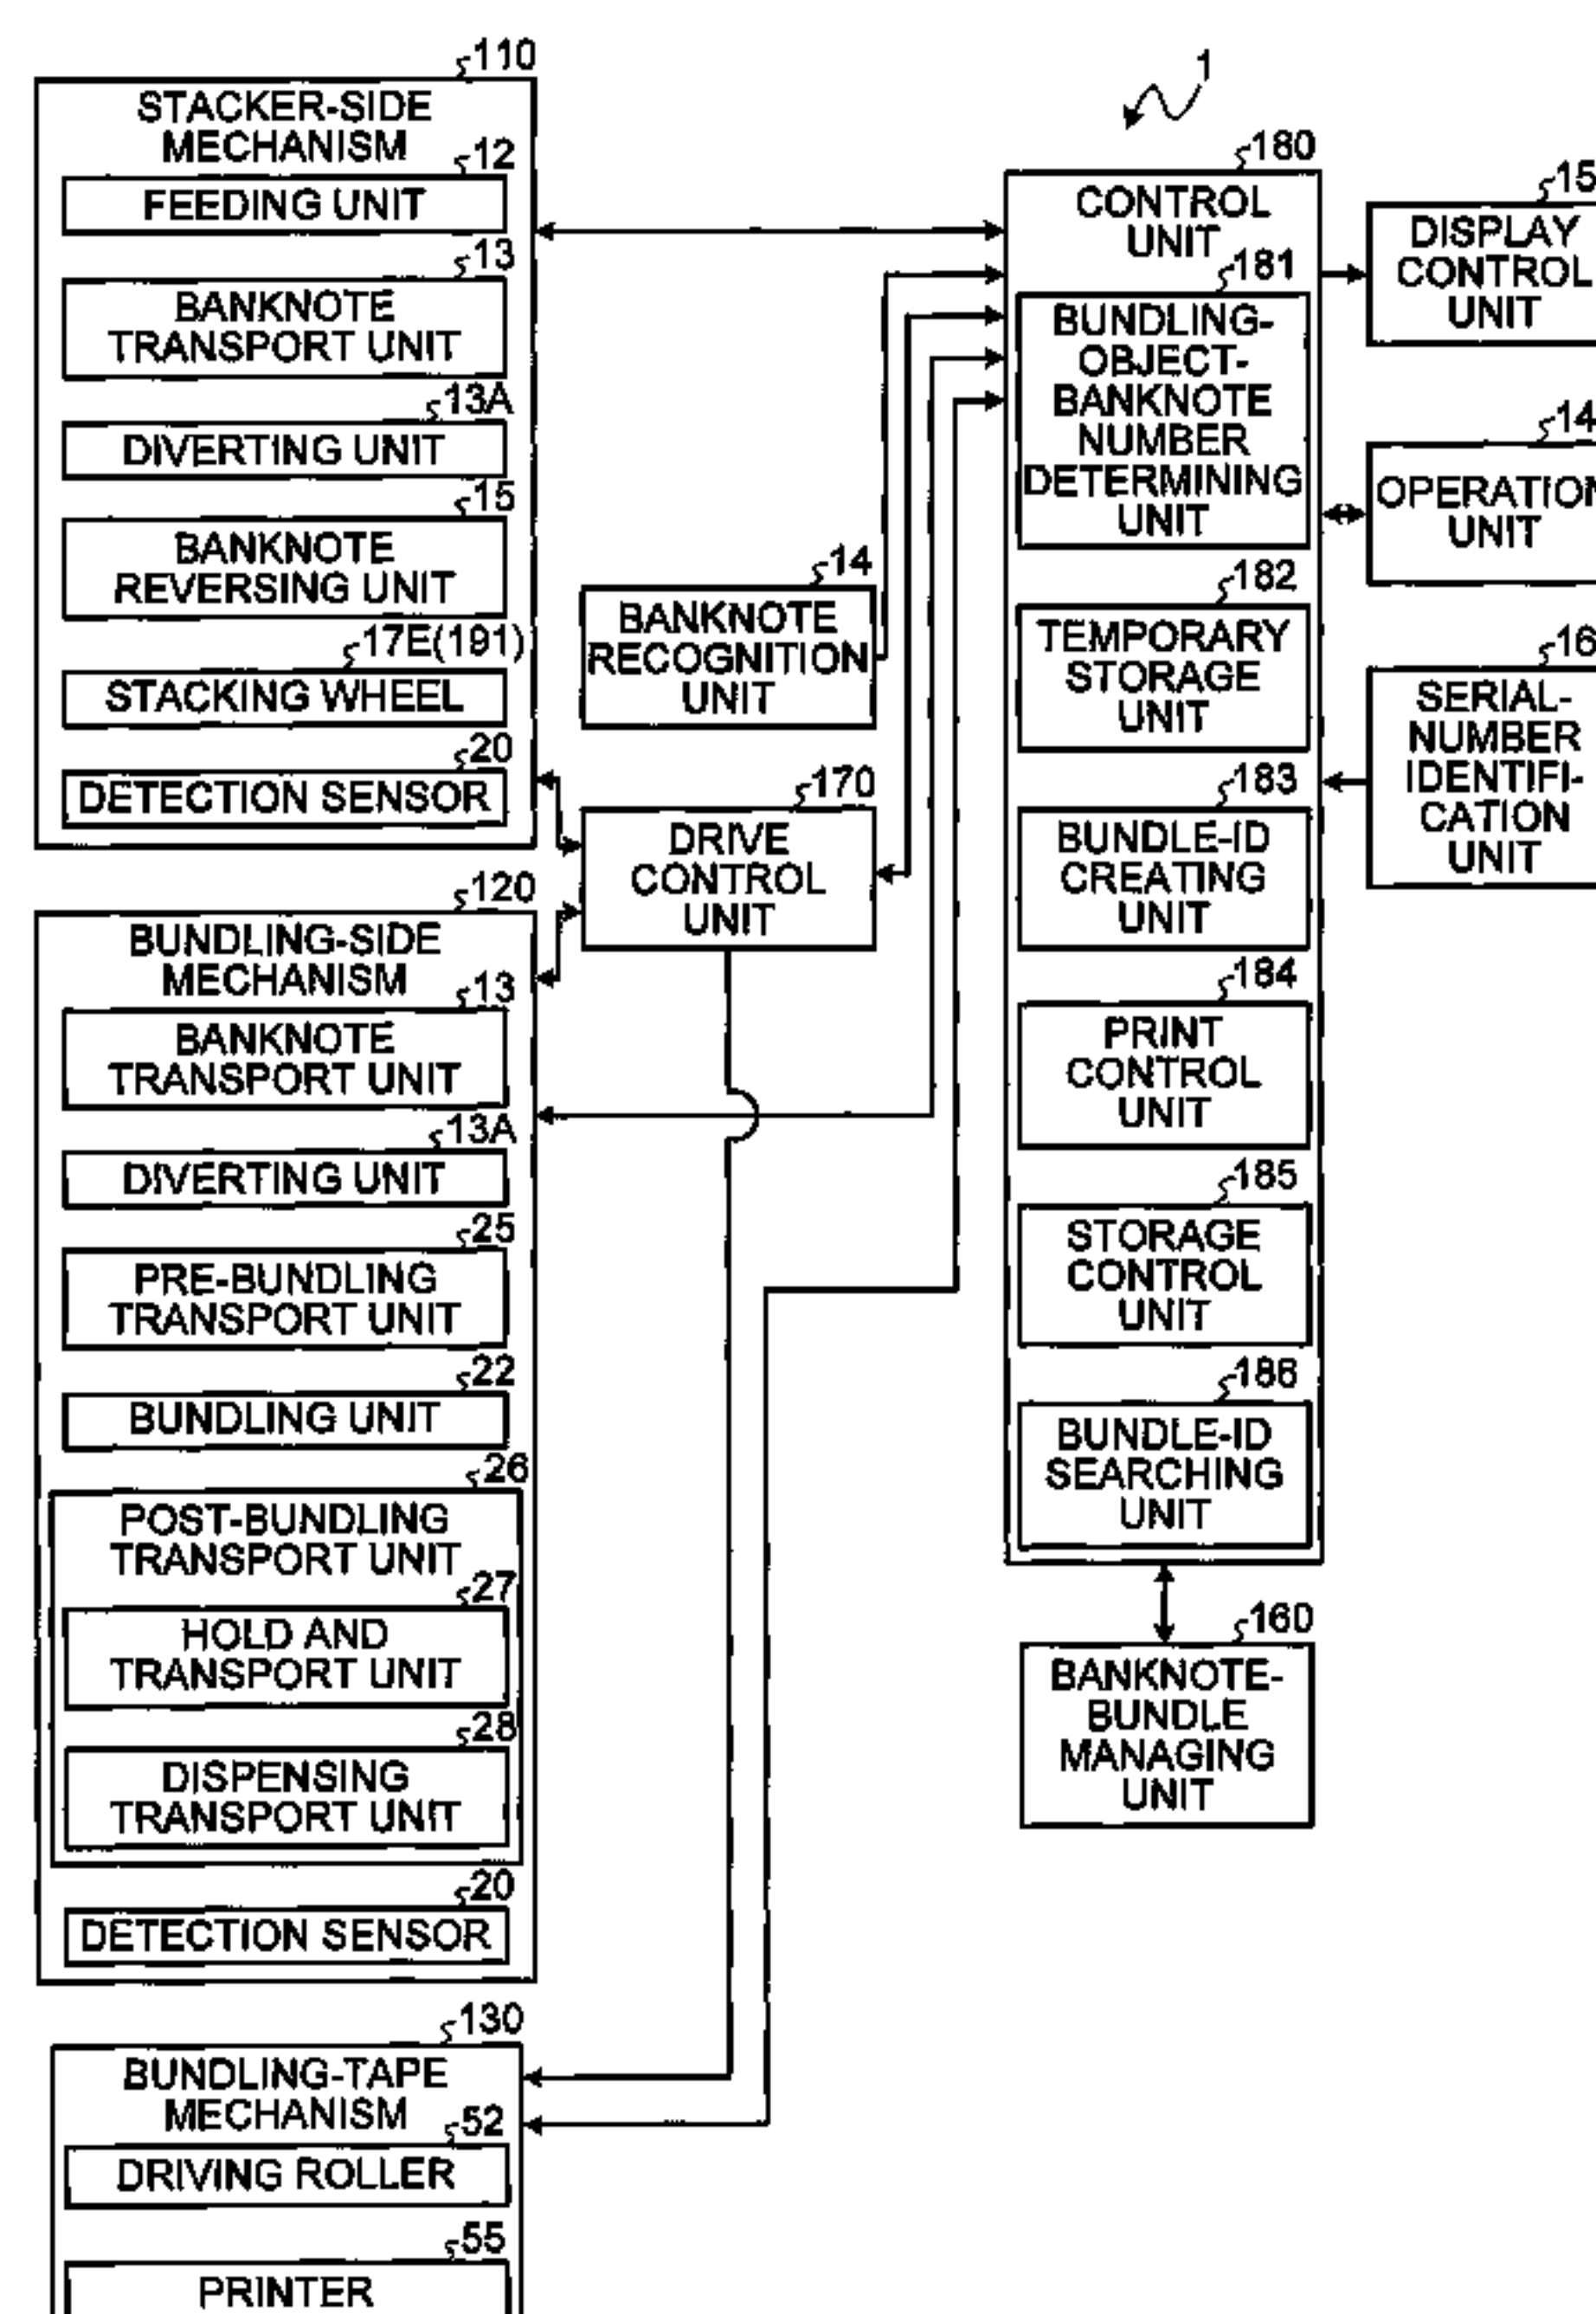 110
STACKER-SIDE
MECHANISM
12
FEEDING UNIT
13
BANKNOTE
TRANSPORT UNIT
13A
DIVERTING UNIT
15
BANKNOTE
REVERSING UNIT
17E(191)
STACKING WHEEL
20
DETECTION SENSOR
120
BUNDLING-SIDE
MECHANISM
13
BANKNOTE
TRANSPORT UNIT
13A
DIVERTING UNIT
25
PRE-BUNDLING
TRANSPORT UNIT
22
BUNDLING UNIT
26
POST-BUNDLING
TRANSPORT UNIT
27
HOLD AND
TRANSPORT UNIT
28
DISPENSING
TRANSPORT UNIT
20
DETECTION SENSOR
130
BUNDLING-TAPE
MECHANISM
52
DRIVING ROLLER
55
PRINTER
14
BANKNOTE
RECOGNITION
UNIT
170
DRIVE
CONTROL
UNIT
1
180
CONTROL
UNIT
181
BUNDLING-
OBJECT-
BANKNOTE
NUMBER
DETERMINING
UNIT
182
TEMPORARY
STORAGE
UNIT
183
BUNDLE-ID
CREATING
UNIT
184
PRINT
CONTROL
UNIT
185
STORAGE
CONTROL
UNIT
186
BUNDLE-ID
SEARCHING
UNIT
160
BANKNOTE-
BUNDLE
MANAGING
UNIT
DISPLAY
CONTROL
UNIT
UNIT
SERIAL-
NUMBER
IDENTIFI-
CATION
UNIT